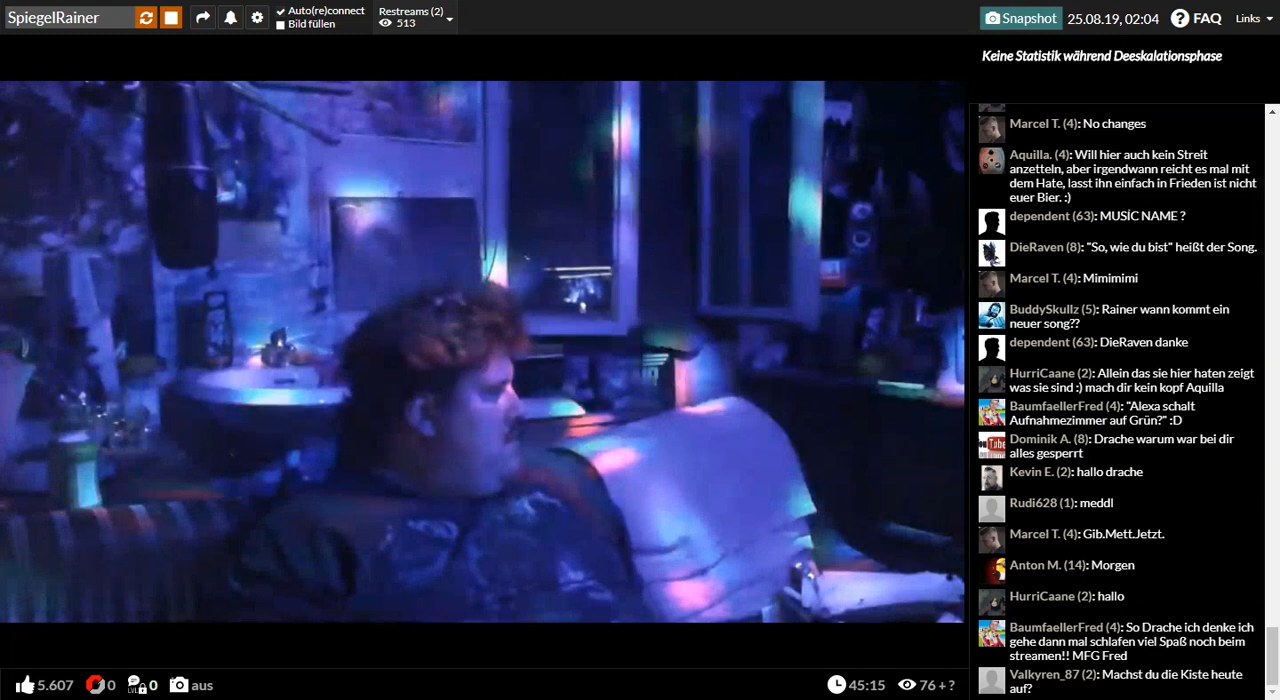 SpiegelRainer
Auto(re)connect
Bild füllen
Restreams (2)
513
Snapshot
25.08.19, 02:04
? FAQ
Links
Keine Statistik während Deeskalationsphase
Marcel T. (4): No changes
Aquilla. (4): Will hier auch kein Streit
anzetteln, aber irgendwann reicht es mal mit
dem Hate, lasst ihn einfach in Frieden ist nicht
euer Bier. :)
dependent (63): MUSİC NAME ?
DieRaven (8): "So, wie du bist" heißt der Song.
Marcel T. (4): Mimimimi
BuddySkullz (5): Rainer wann kommt ein
neuer song??
dependent (63): DieRaven danke
HurriCaane (2): Allein das sie hier haten zeigt
was sie sind :) mach dir kein kopf Aquilla
BaumfaellerFred (4): "Alexa schalt
Aufnahmezimmer auf Grün?" :D
Dominik A. (8): Drache warum war bei dir
alles gesperrt
Kevin E. (2): hallo drache
Rudi628 (1): meddl
Marcel T. (4): Gib.Mett.Jetzt.
Anton M. (14): Morgen
HurriCaane (2): hallo
BaumfaellerFred (4): So Drache ich denke ich
gehe dann mal schlafen viel Spaß noch beim
streamen!! MFG Fred
Valkyren_87 (2): Machst du die Kiste heute
auf?
5.607
0
LVL
0
aus
45:15
76 + ?